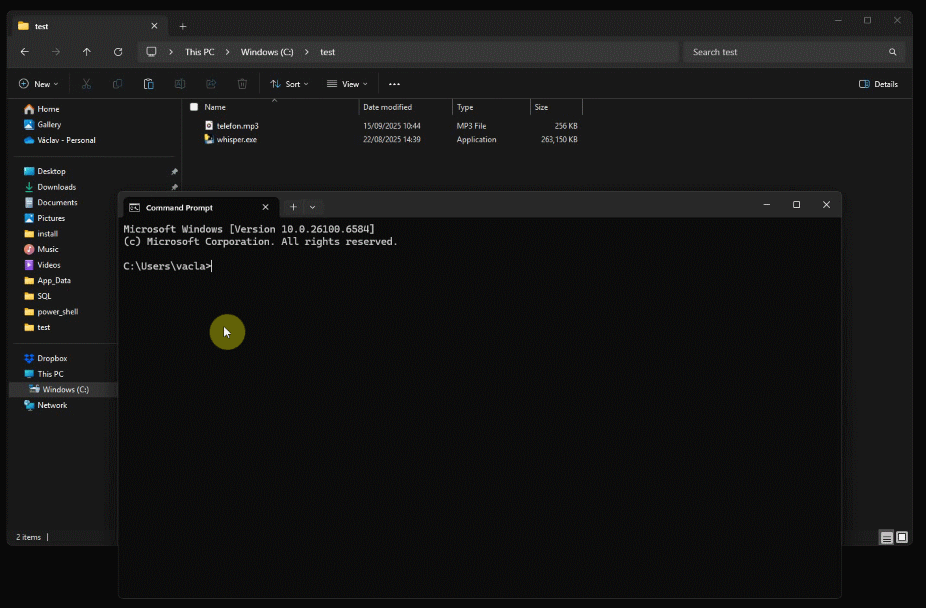 test
This PC > Windows (C:) > test
Search test
New
Sort
View
Details
Home
Gallery
Václav - Personal
Desktop
Downloads
Documents
Pictures
install
Music
Videos
App_Data
SQL
power_shell
test
Dropbox
This PC
Windows (C:)
Network
Name Date modified Type Size
telefon.mp3 15/09/2025 10:44 MP3 File 256 KB
whisper.exe 22/08/2025 14:39 Application 263,150 KB
2 items
Command Prompt
Microsoft Windows [Version 10.0.26100.6584]
(c) Microsoft Corporation. All rights reserved.
C:\Users\vacla>